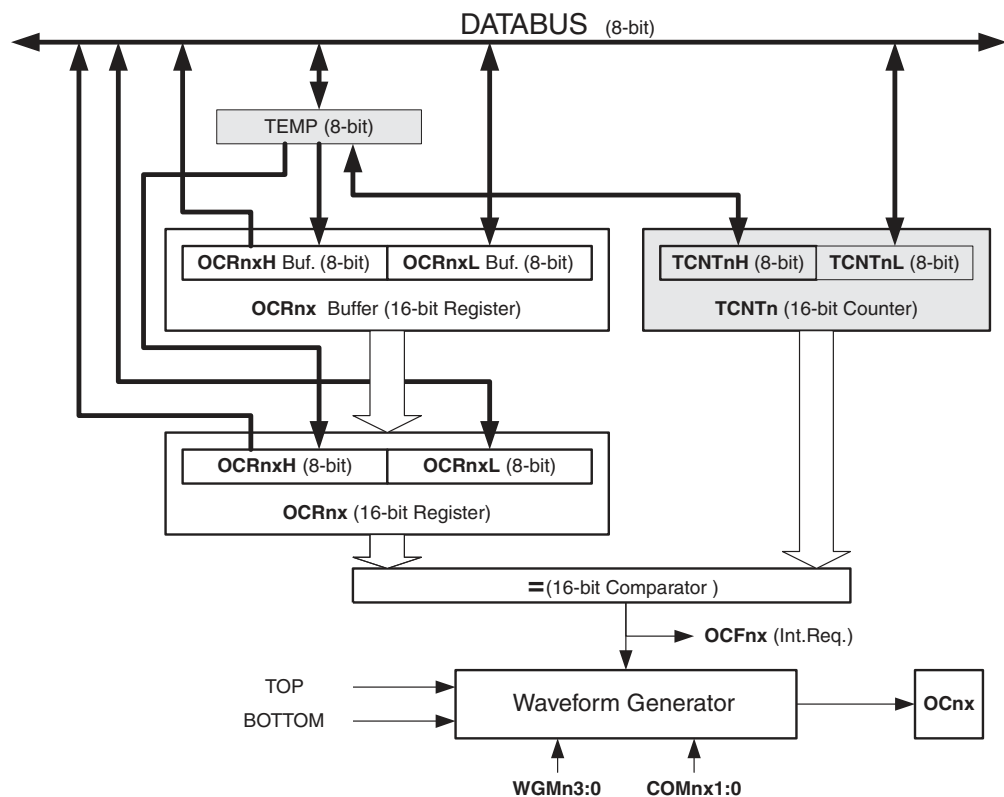 DATABUS (8-bit)
TEMP (8-bit)
OCRnxH Buf. (8-bit) OCRnxL Buf. (8-bit)
OCRnx Buffer (16-bit Register)
TCNTnH (8-bit) TCNTnL (8-bit)
TCNTn (16-bit Counter)
OCRnxH (8-bit) OCRnxL (8-bit)
OCRnx (16-bit Register)
=(16-bit Comparator )
OCFnx (Int.Req.)
TOP
BOTTOM
Waveform Generator
OCnx
WGMn3:0 COMnx1:0